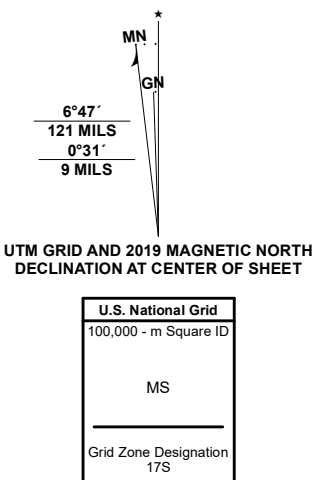 ★
MN
GN
6°47´
121 MILS
0°31´
9 MILS
UTM GRID AND 2019 MAGNETIC NORTH
DECLINATION AT CENTER OF SHEET
U.S. National Grid
100,000 - m Square ID
MS
Grid Zone Designation
17S